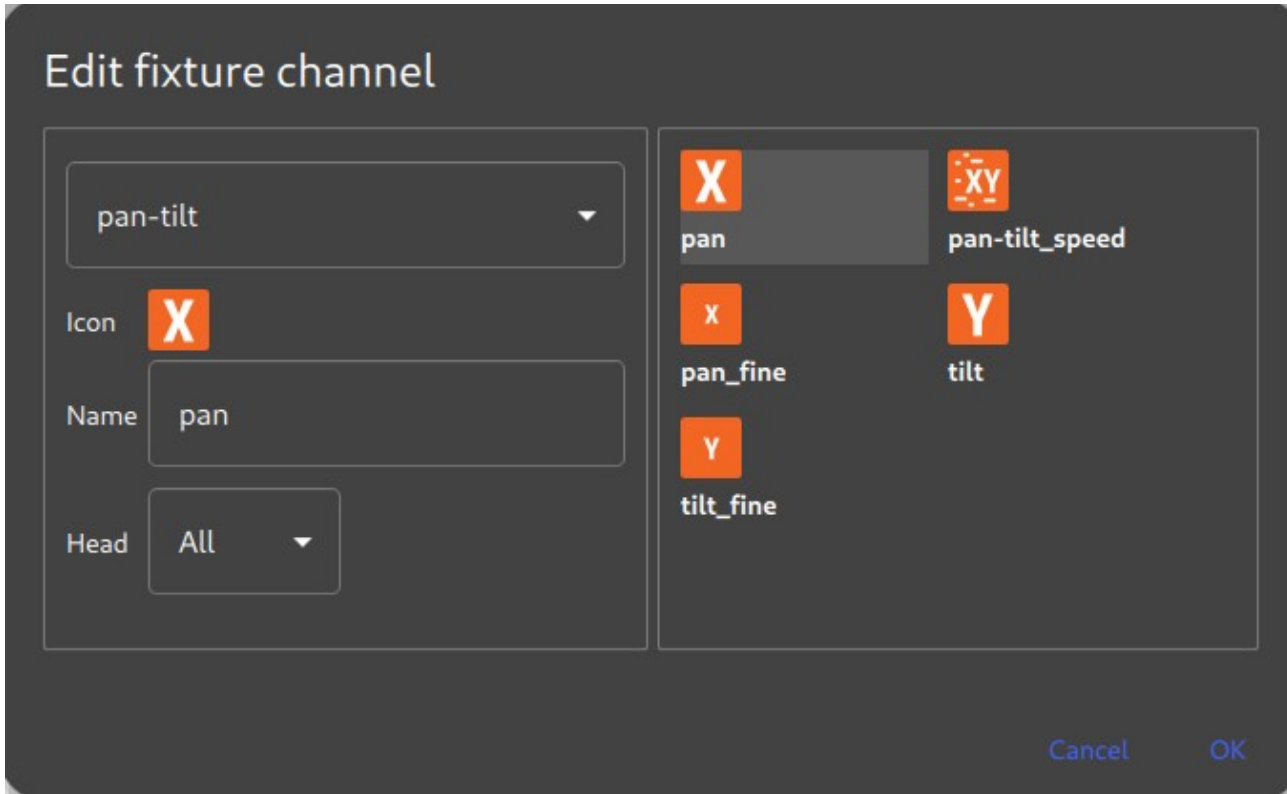 Edit fixture channel
pan-tilt
Icon X
Name pan
Head All
X XY
pan pan-tilt_speed
X Y
pan_fine tilt
Y
tilt_fine
Cancel OK